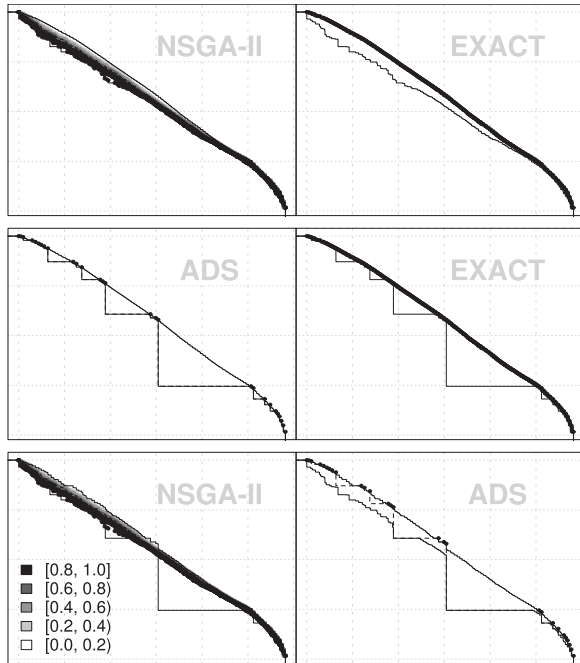 NSGA-II
EXACT
ADS
EXACT
NSGA-II
ADS
[0.8, 1.0]
[0.6, 0.8)
[0.4, 0.6)
[0.2, 0.4)
[0.0, 0.2)